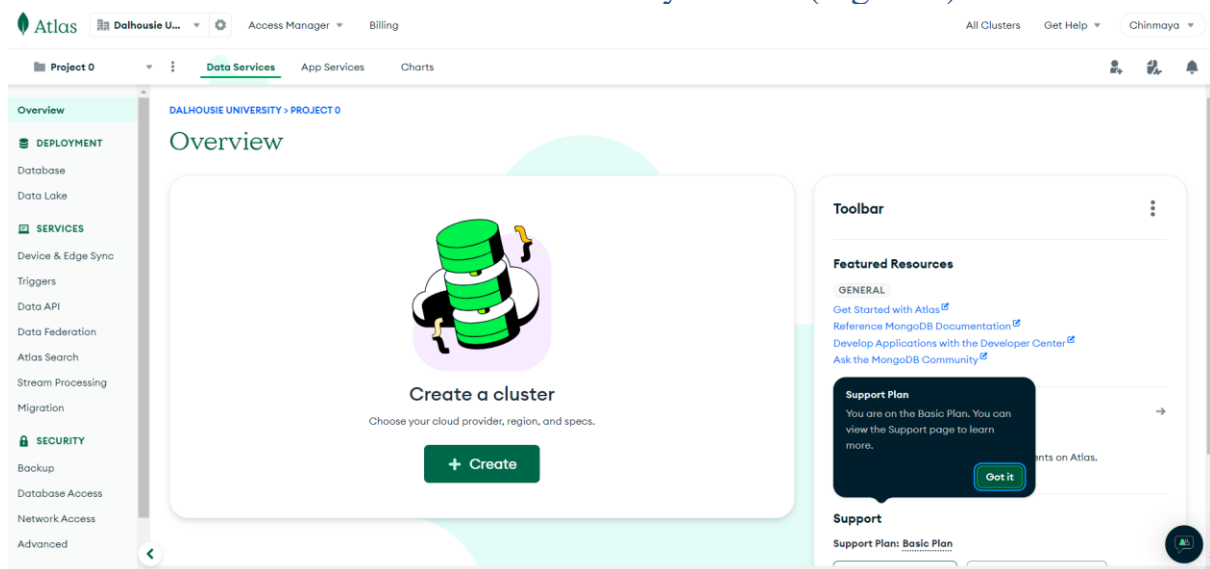 Atlas
Dalhousie U...
Access Manager
Billing
All Clusters
Get Help
Chinmaya
Project 0
Data Services
App Services
Charts
Overview
DEPLOYMENT
Database
Data Lake
SERVICES
Device & Edge Sync
Triggers
Data API
Data Federation
Atlas Search
Stream Processing
Migration
SECURITY
Backup
Database Access
Network Access
Advanced
DALHOUSIE UNIVERSITY > PROJECT 0
Overview
{
}
Create a cluster
Choose your cloud provider, region, and specs.
+ Create
Toolbar
Featured Resources
GENERAL
Get Started with Atlas
Reference MongoDB Documentation
Develop Applications with the Developer Center
Ask the MongoDB Community
Support Plan
You are on the Basic Plan. You can
view the Support page to learn
more.
Got it
on Atlas.
Support
Support Plan: Basic Plan